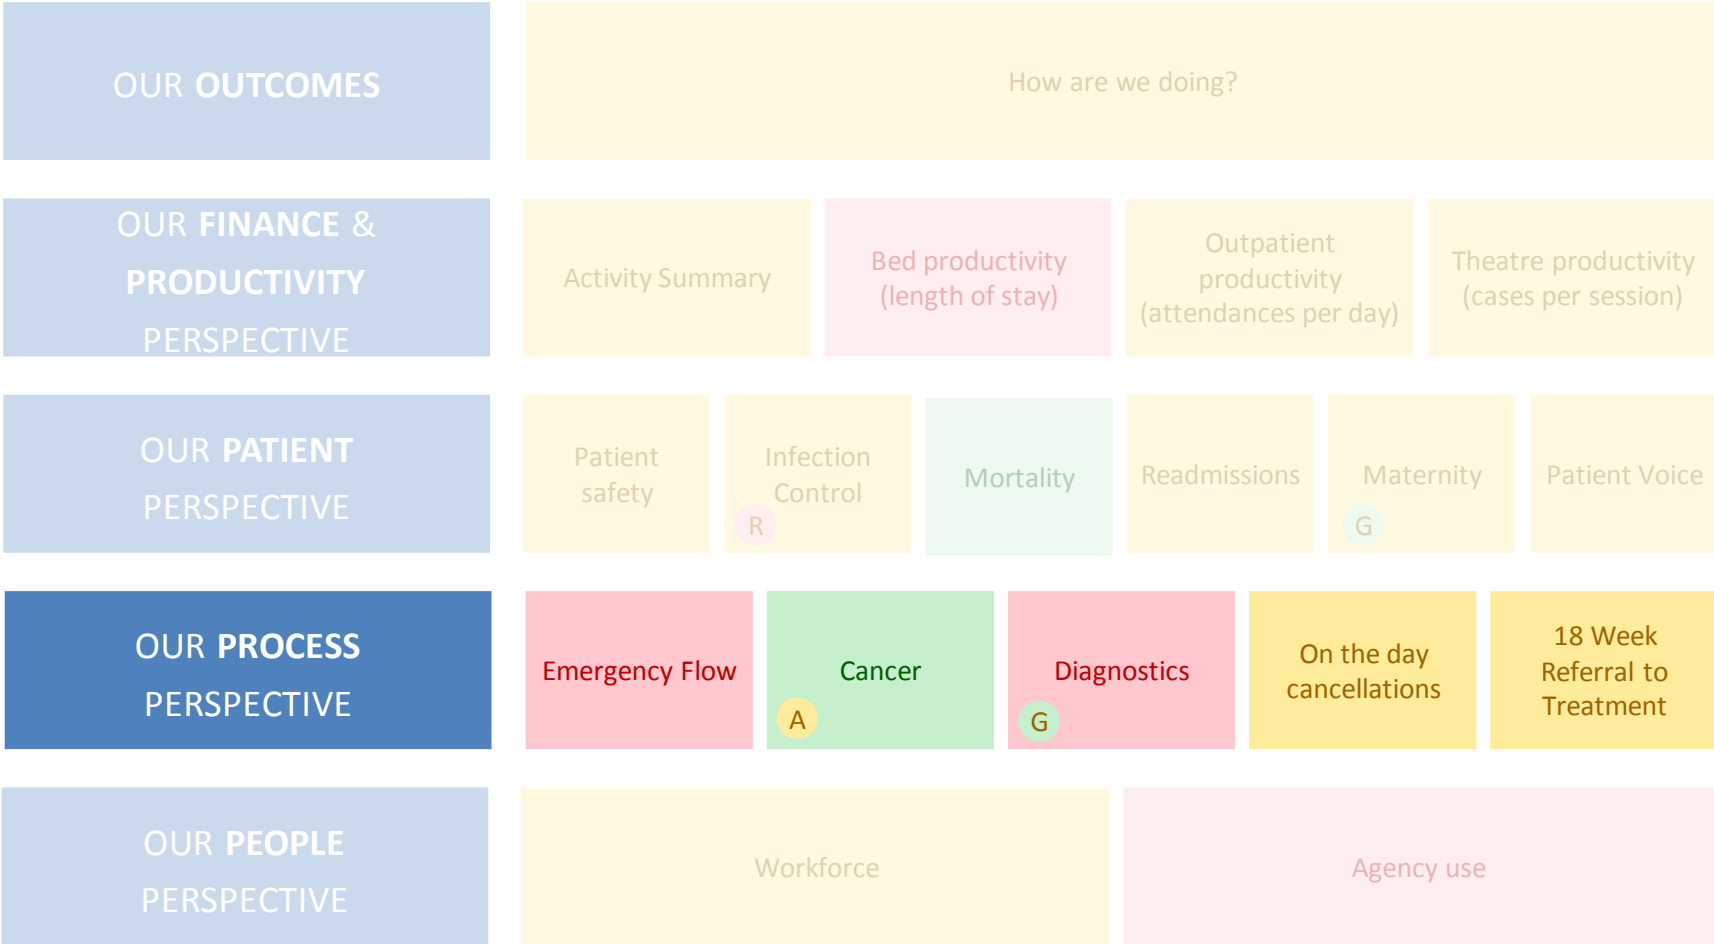 OUR OUTCOMES
How are we doing?
OUR FINANCE &
PRODUCTIVITY
PERSPECTIVE
Activity Summary
Bed productivity
(length of stay)
Outpatient
productivity
(attendances per day)
Theatre productivity
(cases per session)
OUR PATIENT
PERSPECTIVE
Patient
safety
Infection
Control
R
Mortality
Readmissions
Maternity
G
Patient Voice
OUR PROCESS
PERSPECTIVE
Emergency Flow
Cancer
A
Diagnostics
G
On the day
cancellations
18 Week
Referral to
Treatment
OUR PEOPLE
PERSPECTIVE
Workforce
Agency use